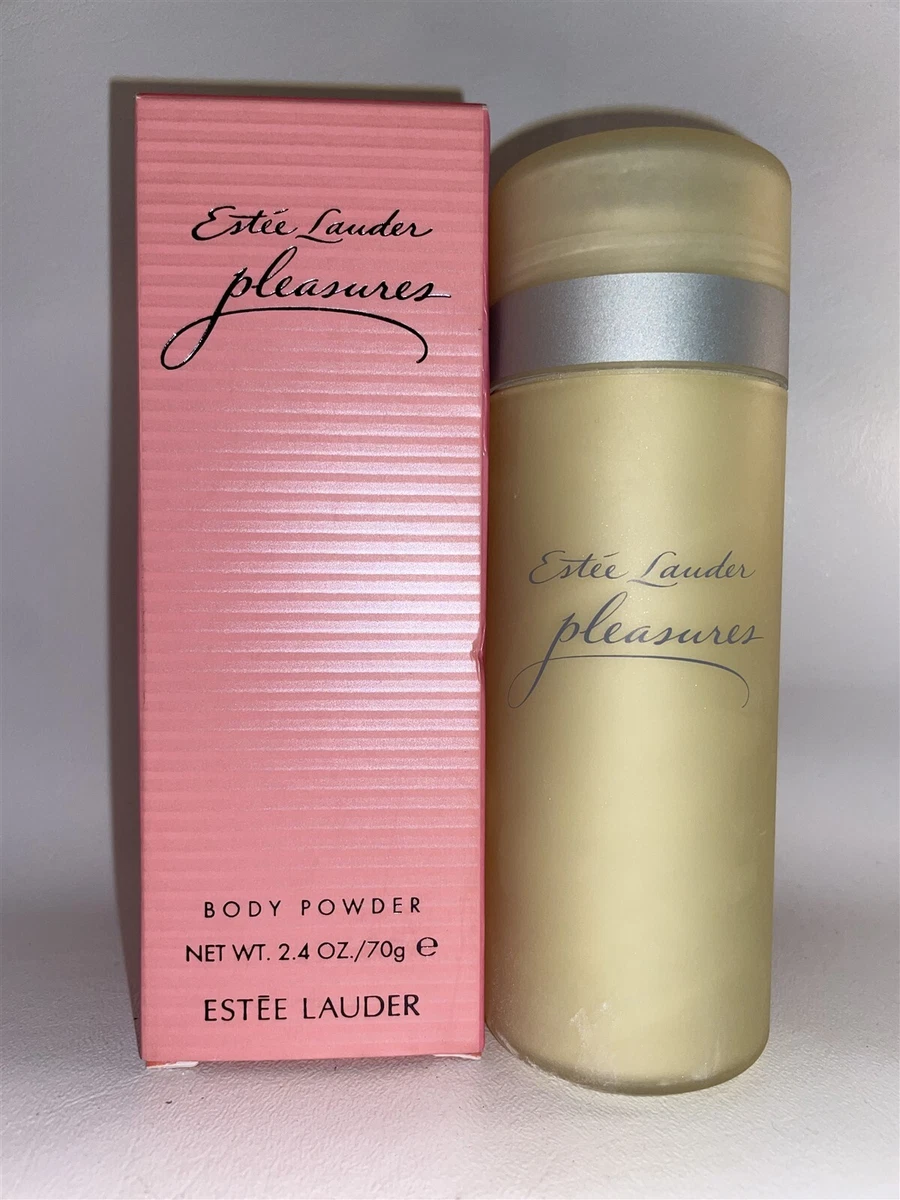 Estée Lauder
pleasures
BODY POWDER
NET WT. 2.4 OZ./70g ℮
ESTĒE LAUDER
Estée Lauder
pleasures